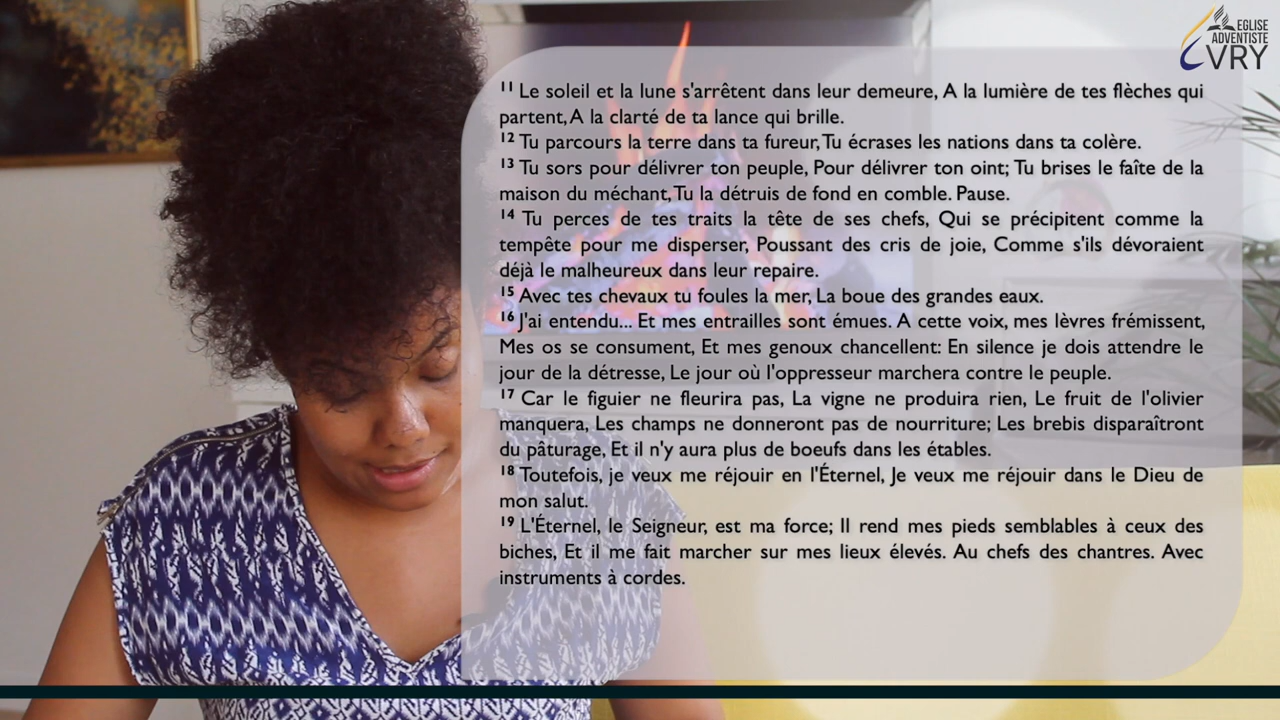 EGLISE
ADVENTISTE
VRY
11 Le soleil et la lune s'arrêtent dans leur demeure, A la lumière de tes flèches qui
partent, A la clarté de ta lance qui brille.
12 Tu parcours la terre dans ta fureur, Tu écrases les nations dans ta colère.
13 Tu sors pour délivrer ton peuple, Pour délivrer ton oint; Tu brises le faîte de la
maison du méchant, Tu la détruis de fond en comble. Pause.
14 Tu perces de tes traits la tête de ses chefs, Qui se précipitent comme la
tempête pour me disperser, Poussant des cris de joie, Comme s'ils dévoraient
déjà le malheureux dans leur repaire.
15 Avec tes chevaux tu foules la mer, La boue des grandes eaux.
16 J'ai entendu... Et mes entrailles sont émues. A cette voix, mes lèvres frémissent,
Mes os se consument, Et mes genoux chancellent: En silence je dois attendre le
jour de la détresse, Le jour où l'oppresseur marchera contre le peuple.
17 Car le figuier ne fleurira pas, La vigne ne produira rien, Le fruit de l'olivier
manquera, Les champs ne donneront pas de nourriture; Les brebis disparaîtront
du pâturage, Et il n'y aura plus de boeufs dans les étables.
18 Toutefois, je veux me réjouir en l'Éternel, Je veux me réjouir dans le Dieu de
mon salut.
19 L'Éternel, le Seigneur, est ma force; Il rend mes pieds semblables à ceux des
biches, Et il me fait marcher sur mes lieux élevés. Au chefs des chantres. Avec
instruments à cordes.